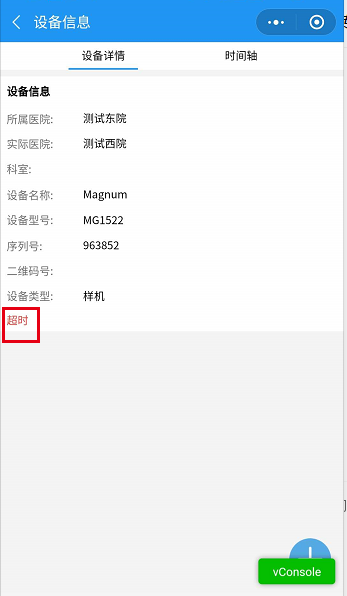 设备信息
设备详情 时间轴
设备信息
所属医院: 测试东院
实际医院: 测试西院
科室:
设备名称: Magnum
设备型号: MG1522
序列号: 963852
二维码号:
设备类型: 样机
超时
vConsole